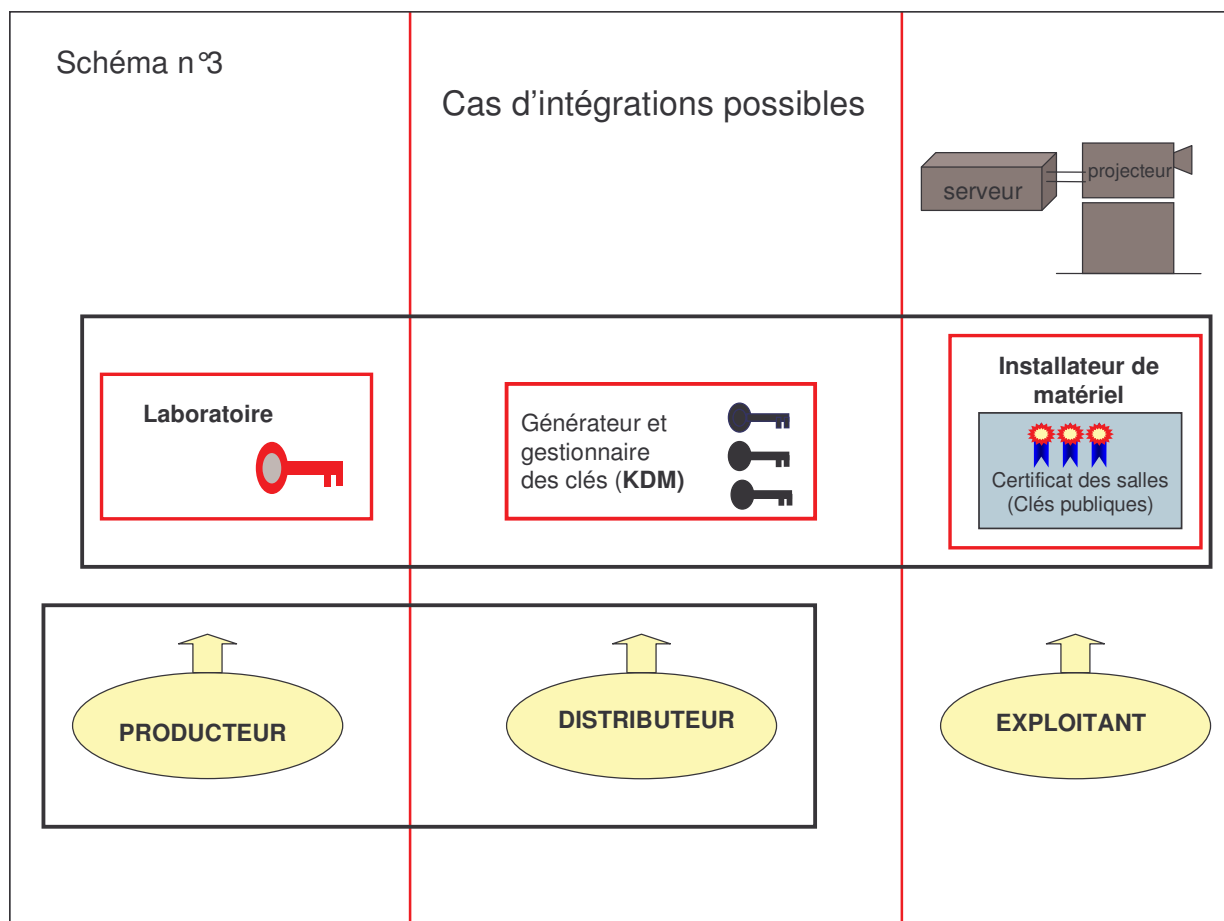 Schéma n°3
Cas d'intégrations possibles
serveur
projecteur
Laboratoire
Générateur et
gestionnaire
des clés (KDM)
Installateur de
matériel
Certificat des salles
(Clés publiques)
PRODUCTEUR
DISTRIBUTEUR
EXPLOITANT